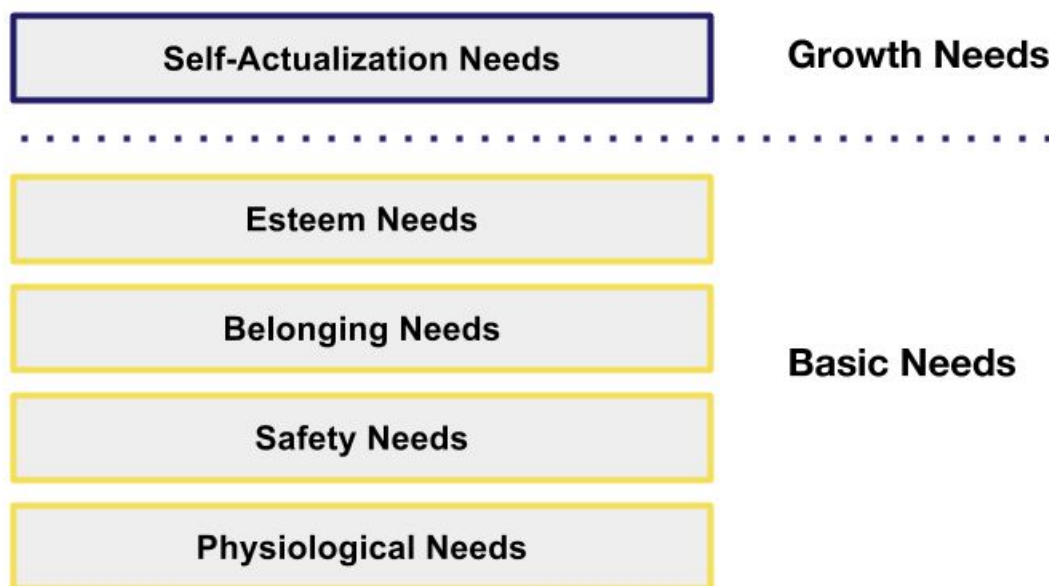 Self-Actualization Needs
Growth Needs
Esteem Needs
Belonging Needs
Basic Needs
Safety Needs
Physiological Needs